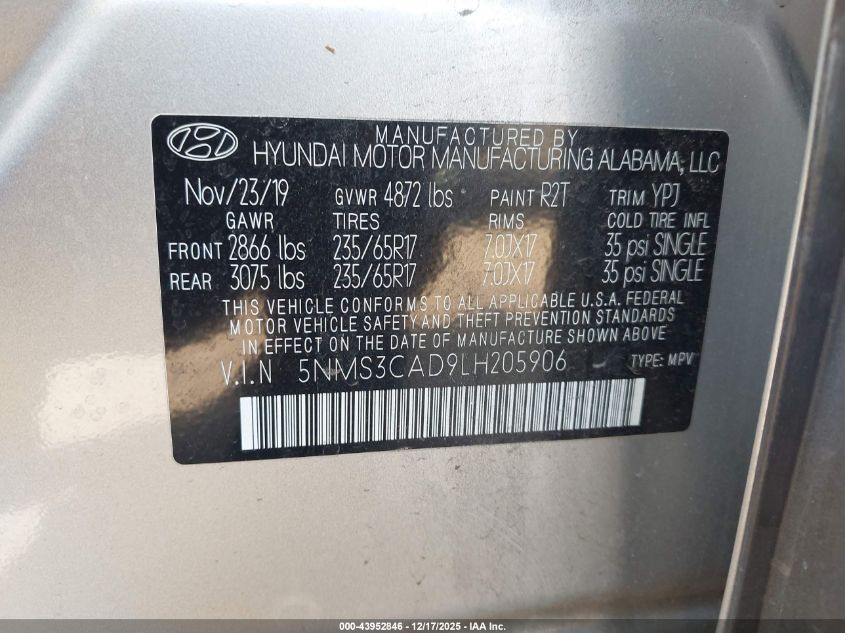 MANUFACTURED BY
HYUNDAI MOTOR MANUFACTURING ALABAMA, LLC
Nov/23/19 GVWR 4872 lbs PAINT R2T TRIM YPJ
GAWR TIRES RIMS COLD TIRE INFL
FRONT 2866 lbs 235/65R17 7.0JX17 35 psi SINGLE
REAR 3075 lbs 235/65R17 7.0JX17 35 psi SINGLE
THIS VEHICLE CONFORMS TO ALL APPLICABLE U.S.A. FEDERAL
MOTOR VEHICLE SAFETY AND THEFT PREVENTION STANDARDS
IN EFFECT ON THE DATE OF MANUFACTURE SHOWN ABOVE.
V.I.N 5NMS3CAD9LH205906 TYPE: MPV
000-43952846 - 12/17/2025 - IAA Inc.